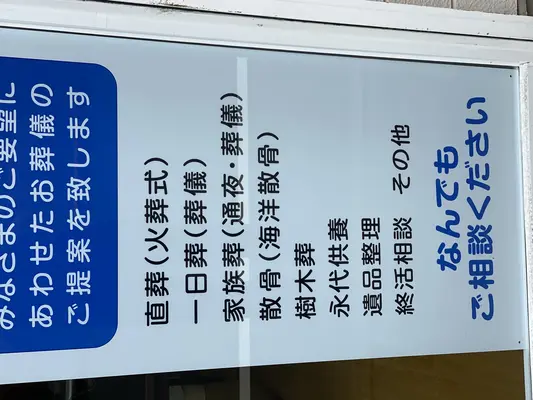 みなさまのご要望に
あわせたお葬儀の
ご提案を致します
直葬(火葬式)
一日葬(葬儀)
家族葬(通夜・葬儀)
散骨(海洋散骨)
樹木葬
永代供養
遺品整理
終活相談 その他
なんでも
ご相談ください